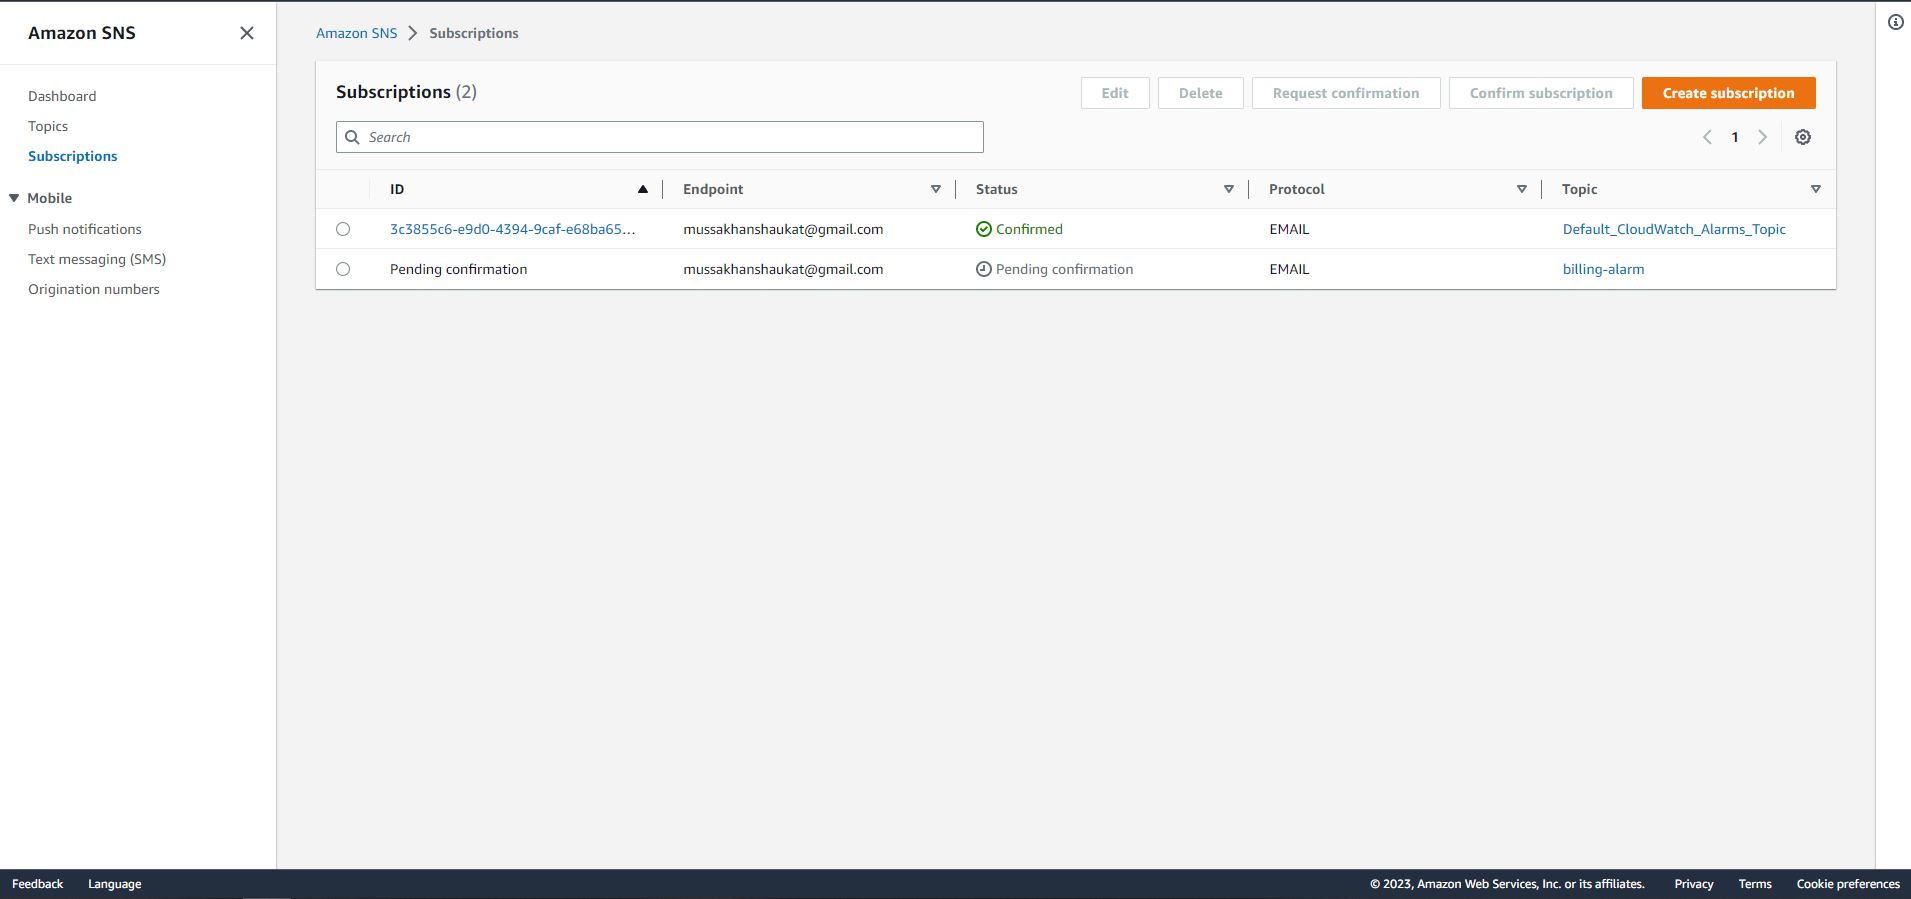 Amazon SNS
Dashboard
Topics
Subscriptions
Mobile
Push notifications
Text messaging (SMS)
Origination numbers
Amazon SNS Subscriptions
Subscriptions (2)
Edit Delete Request confirmation Confirm subscription Create subscription
Search
1
ID Endpoint Status Protocol Topic
3c3855c6-e9d0-4394-9caf-e68ba65... mussakhanshaukat@gmail.com Confirmed EMAIL Default_CloudWatch_Alarms_Topic
Pending confirmation mussakhanshaukat@gmail.com Pending confirmation EMAIL billing-alarm
Feedback Language © 2023, Amazon Web Services, Inc. or its affiliates. Privacy Terms Cookie preferences